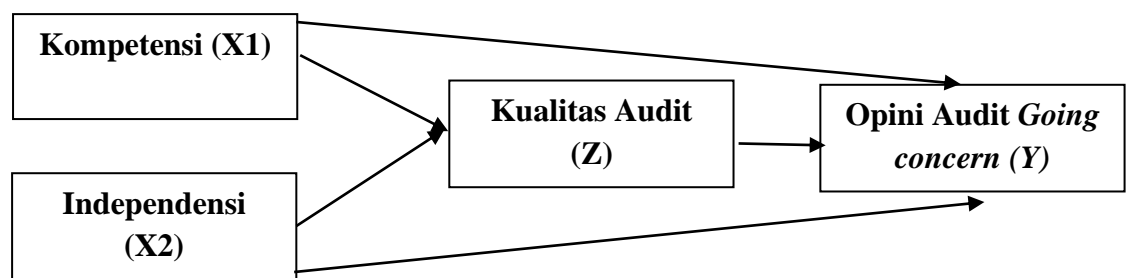 Kompetensi (X1)
Kualitas Audit
(Z)
Opini Audit Going
concern (Y)
Independensi
(X2)